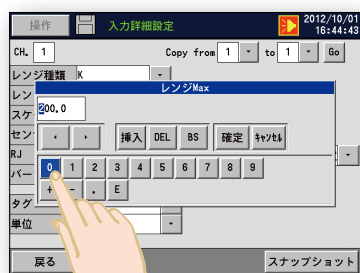 操作 入力詳細設定 2012/10/01
16:44:43
CH. 1 Copy from 1 to 1 Go
レンジ種類 K
レン レンジMax
スケ 200.0
セン 挿入 DEL BS 確定 ｷｬﾝｾﾙ
RJ 0 1 2 3 4 5 6 7 8 9
バー + - . E
タグ
単位
戻る スナップショット